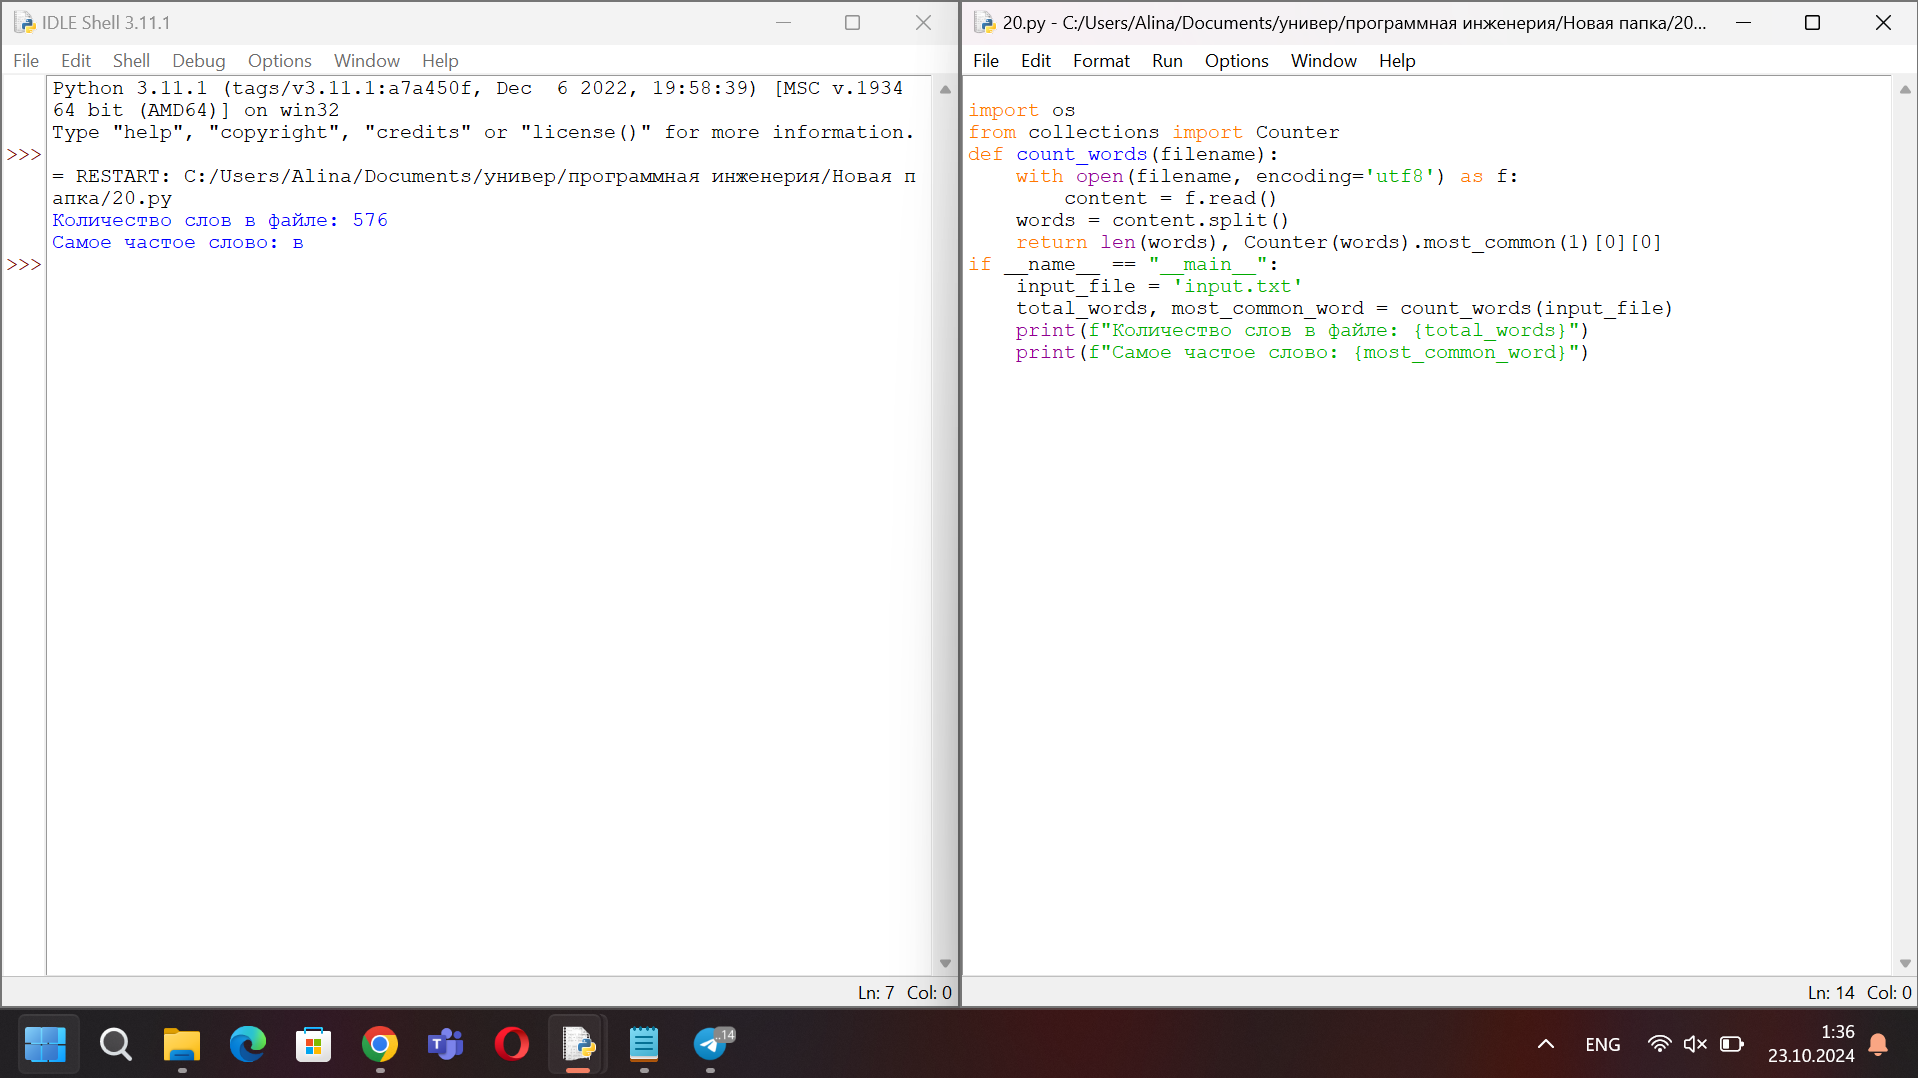 IDLE Shell 3.11.1
File Edit Shell Debug Options Window Help
Python 3.11.1 (tags/v3.11.1:a7a450f, Dec  6 2022, 19:58:39) [MSC v.1934
64 bit (AMD64)] on win32
Type "help", "copyright", "credits" or "license()" for more information.
>>>
= RESTART: C:/Users/Alina/Documents/универ/программная инженерия/Новая п
апка/20.py
Количество слов в файле: 576
Самое частое слово: в
>>>
Ln: 7 Col: 0
20.py - C:/Users/Alina/Documents/универ/программная инженерия/Новая папка/20...
File Edit Format Run Options Window Help
import os
from collections import Counter
def count_words(filename):
    with open(filename, encoding='utf8') as f:
        content = f.read()
    words = content.split()
    return len(words), Counter(words).most_common(1)[0][0]
if __name__ == "__main__":
    input_file = 'input.txt'
    total_words, most_common_word = count_words(input_file)
    print(f"Количество слов в файле: {total_words}")
    print(f"Самое частое слово: {most_common_word}")
Ln: 14 Col: 0
..14
ENG
1:36
23.10.2024